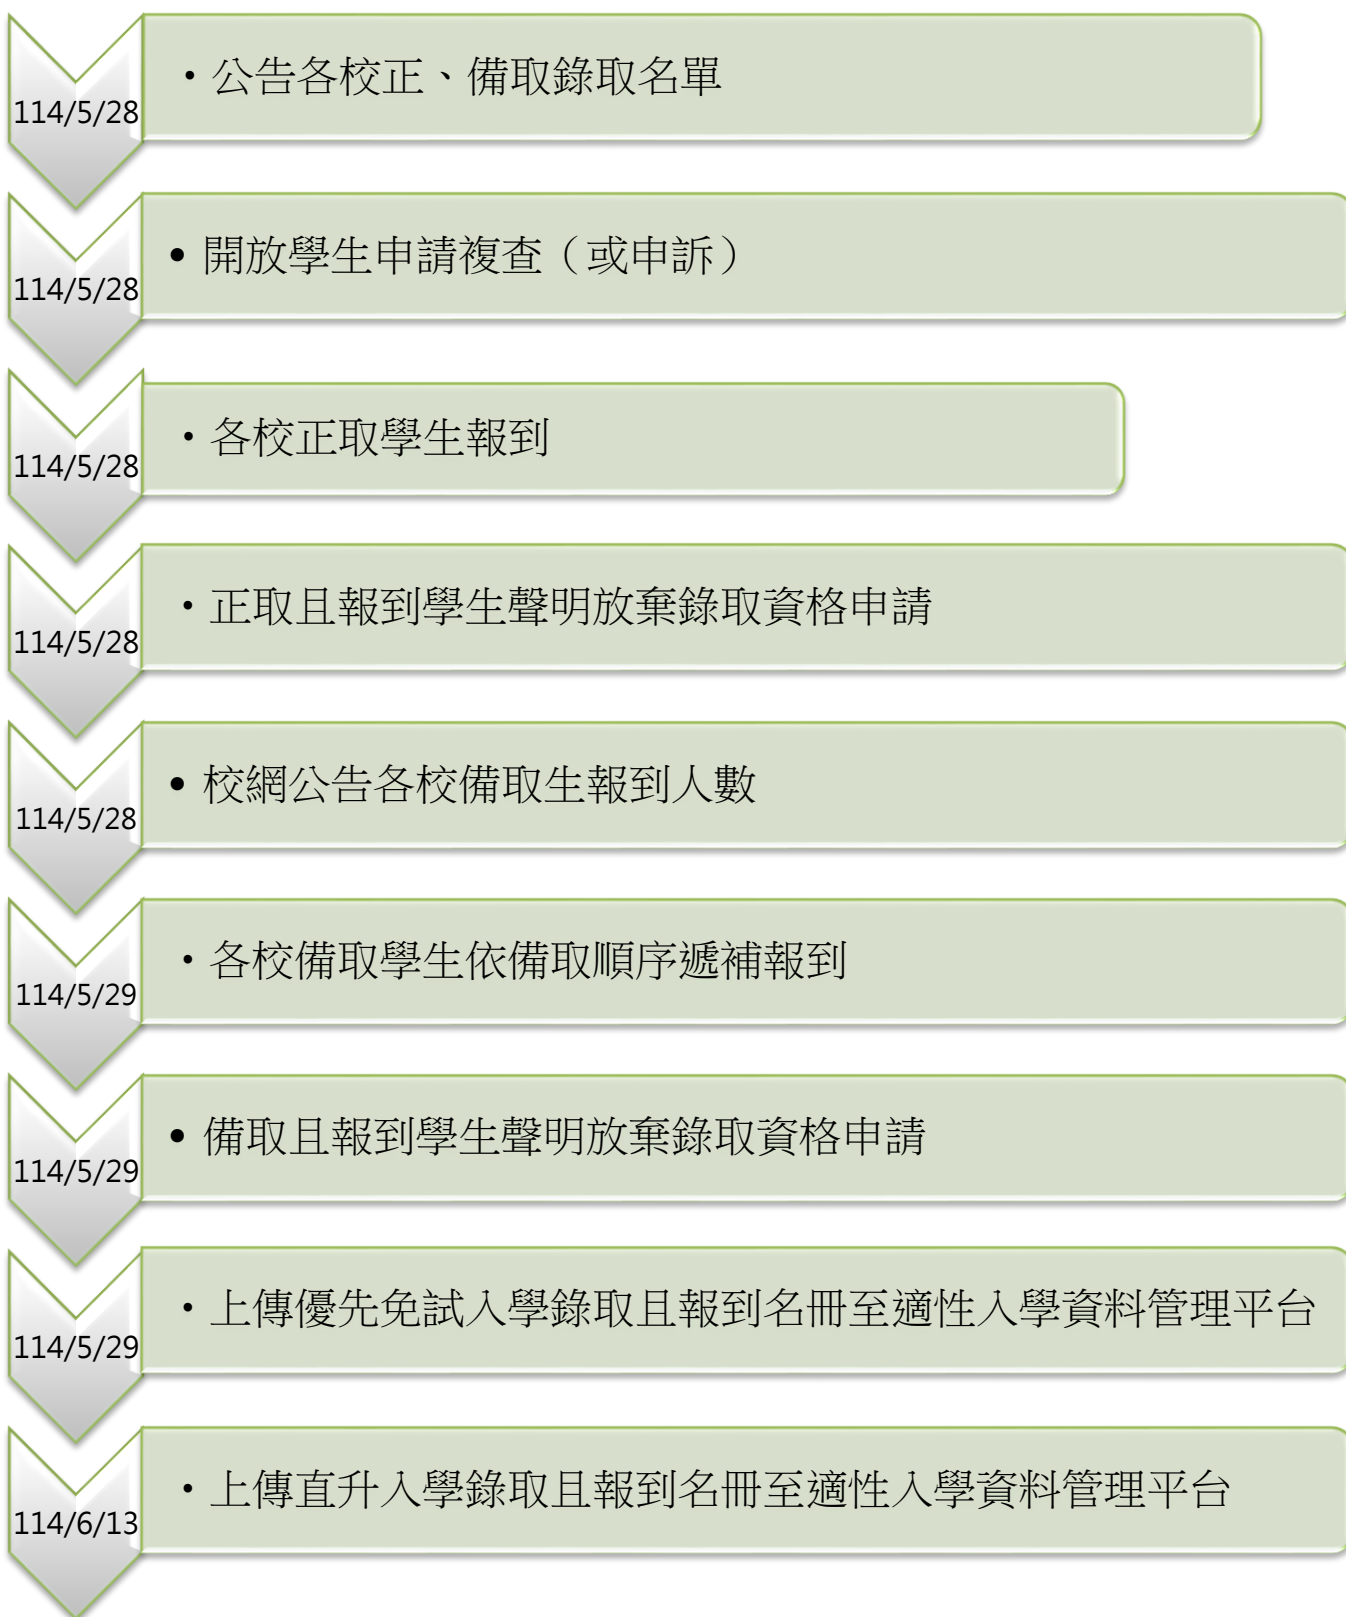 114/5/28
・公告各校正、備取錄取名單
114/5/28
•開放學生申請複查（或申訴）
114/5/28
・各校正取學生報到
114/5/28
・正取且報到學生聲明放棄錄取資格申請
114/5/28
•校網公告各校備取生報到人數
114/5/29
・各校備取學生依備取順序遞補報到
114/5/29
•備取且報到學生聲明放棄錄取資格申請
114/5/29
・上傳優先免試入學錄取且報到名冊至適性入學資料管理平台
114/6/13
・上傳直升入學錄取且報到名冊至適性入學資料管理平台